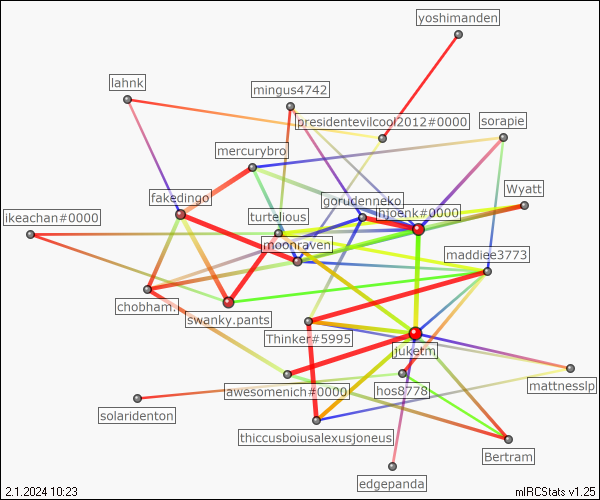 yoshimanden
lahnk
mingus4742
presidentevilcool2012#0000
sorapie
mercurybro
fakedingo
gorudenneko
Wyatt
ikeachan#0000
turtelious
hjoenk#0000
moonraven
maddiee3773
chobham.
swanky.pants
Thinker#5995
juketm
awesomenich#0000
hos8778
mattnesslp
solaridenton
thiccusboiusalexusjoneus
Bertram
edgepanda
2.1.2024 10:23
mIRCStats v1.25